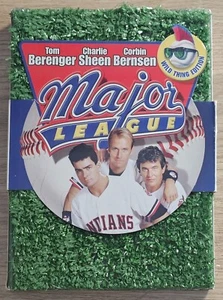 Tom Charlie Corbin
Berenger Sheen Bernsen
WILD THING EDITION
Major
LEAGUE
INDIANS